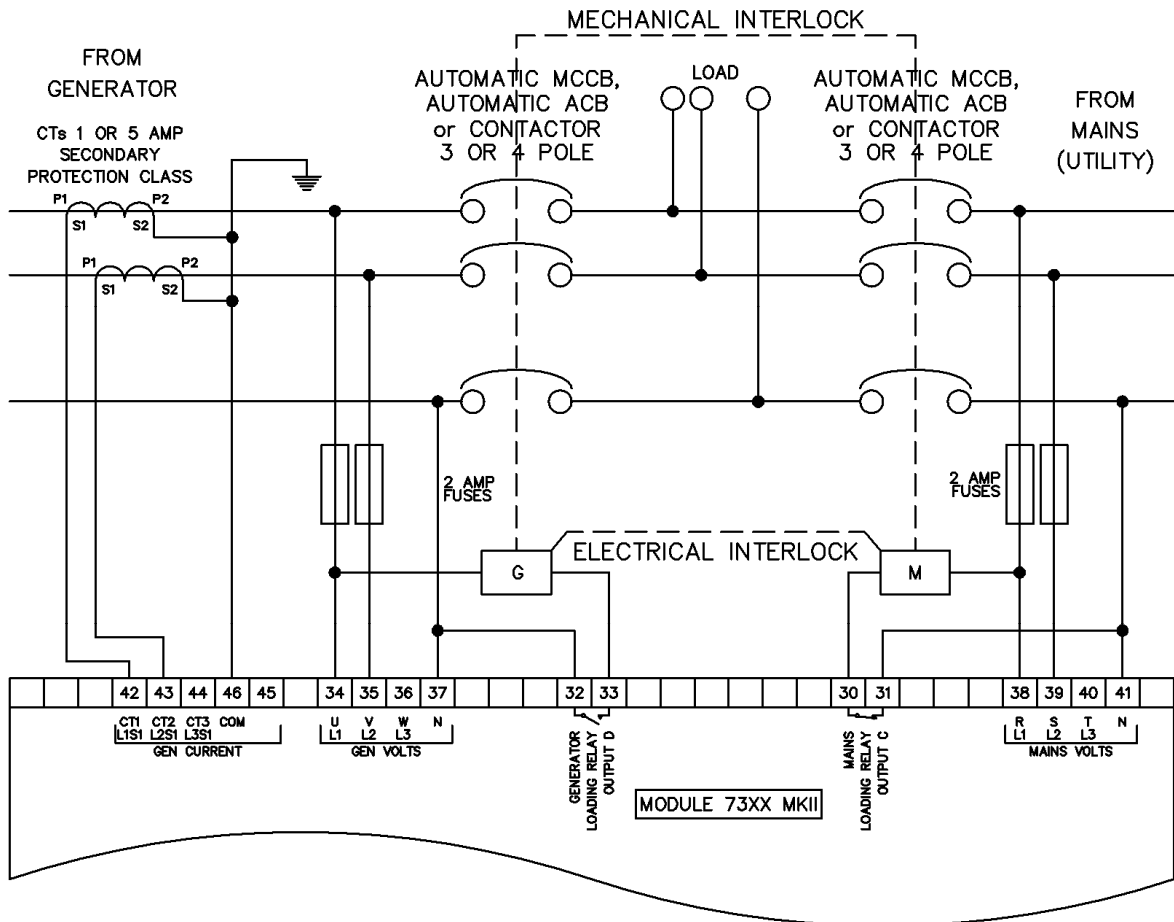 MECHANICAL INTERLOCK
FROM
GENERATOR
CTs 1 OR 5 AMP
SECONDARY
PROTECTION CLASS
AUTOMATIC MCCB,
AUTOMATIC ACB
or CONTACTOR
3 OR 4 POLE
LOAD
AUTOMATIC MCCB,
AUTOMATIC ACB
or CONTACTOR
3 OR 4 POLE
FROM
MAINS
(UTILITY)
P1 P2
S1 S2
P1 P2
S1 S2
2 AMP
FUSES
2 AMP
FUSES
ELECTRICAL INTERLOCK
G
M
42 43 44 46 45 34 35 36 37 32 33 30 31 38 39 40 41
CT1 CT2 CT3 COM
L1S1 L2S1 L3S1
GEN CURRENT
U V W N
L1 L2 L3
GEN VOLTS
GENERATOR
LOADING RELAY
OUTPUT D
MAINS
LOADING RELAY
OUTPUT C
R S T N
L1 L2 L3
MAINS VOLTS
MODULE 73XX MKII